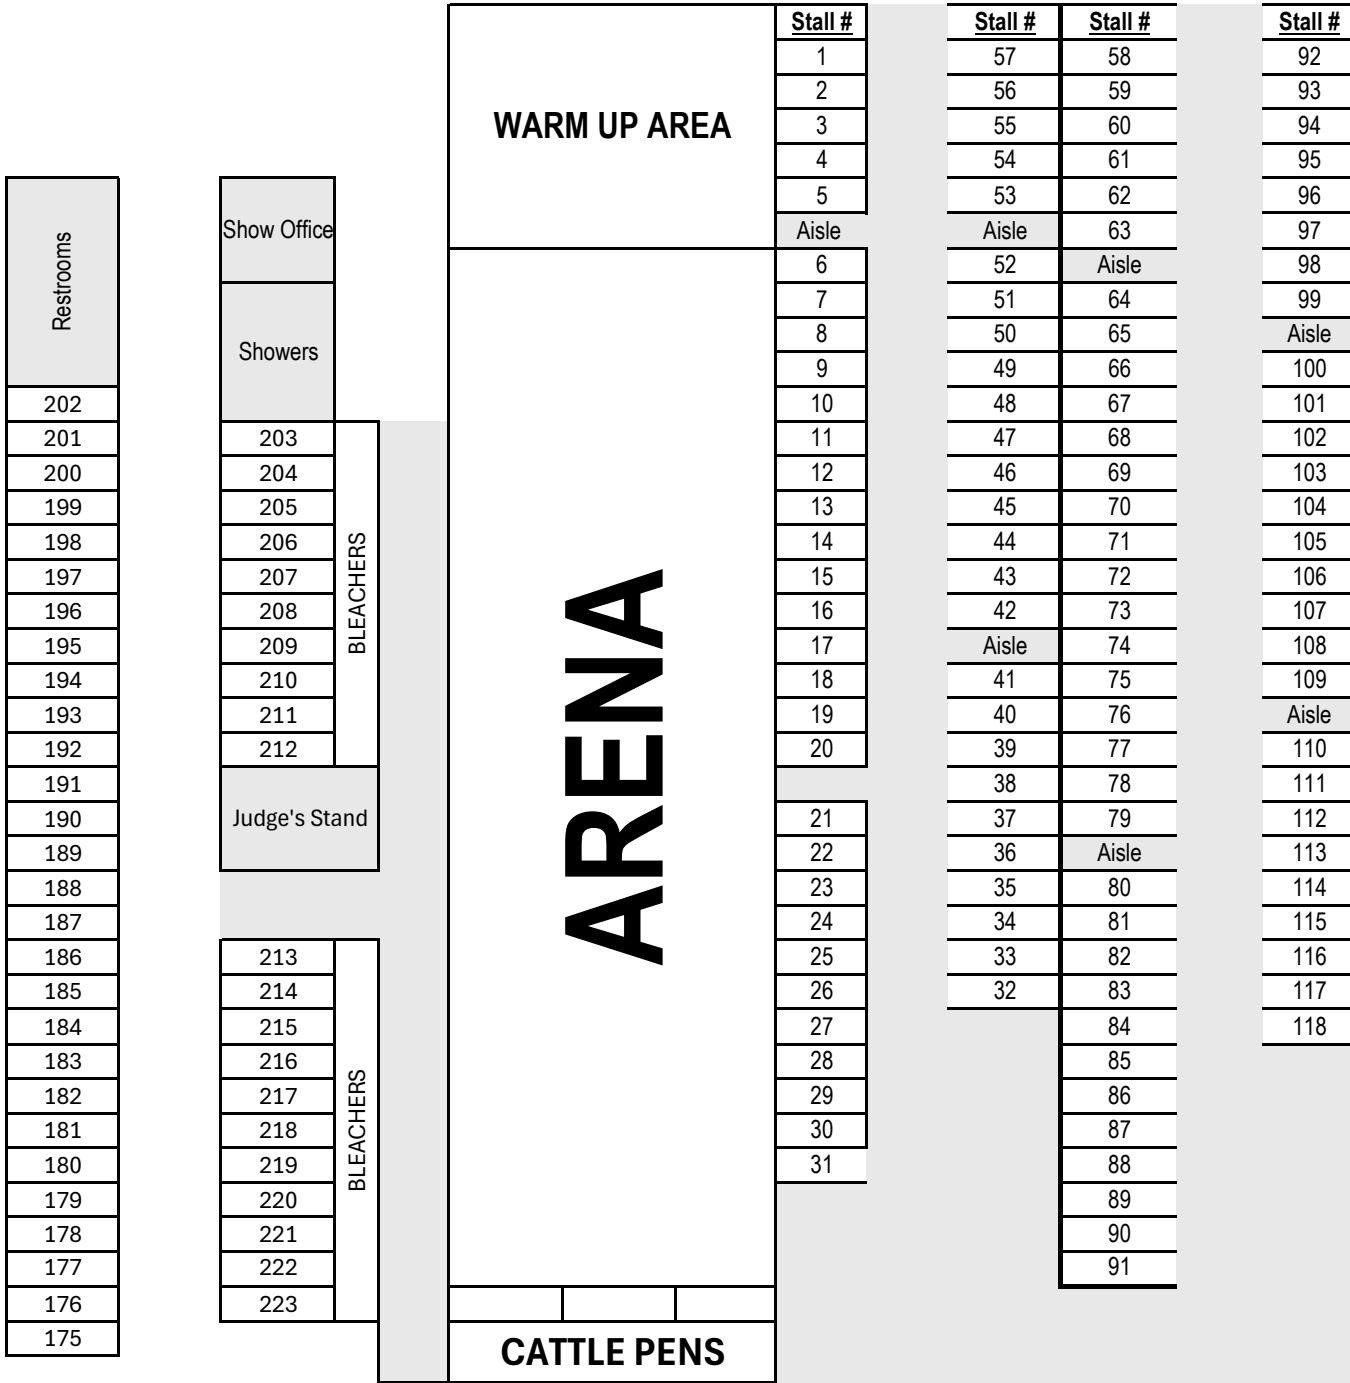 Stall # Stall # Stall # Stall #
1 57 58 92
2 56 59 93
WARM UP AREA 3 55 60 94
4 54 61 95
5 53 62 96
Show Office Aisle Aisle 63 97
Restrooms 6 52 Aisle 98
7 51 64 99
Showers 8 50 65 Aisle
9 49 66 100
202 10 48 67 101
201 203 11 47 68 102
200 204 12 46 69 103
199 205 13 45 70 104
198 206 14 44 71 105
197 207 BLEACHERS 15 43 72 106
196 208 16 42 73 107
195 209 17 Aisle 74 108
194 210 18 41 75 109
193 211 ARENA 19 40 76 Aisle
192 212 20 39 77 110
191 38 78 111
190 Judge's Stand 21 37 79 112
189 22 36 Aisle 113
188 23 35 80 114
187 24 34 81 115
186 213 25 33 82 116
185 214 26 32 83 117
184 215 27 84 118
183 216 28 85
182 217 BLEACHERS 29 86
181 218 30 87
180 219 31 88
179 220 89
178 221 90
177 222 91
176 223
175 CATTLE PENS